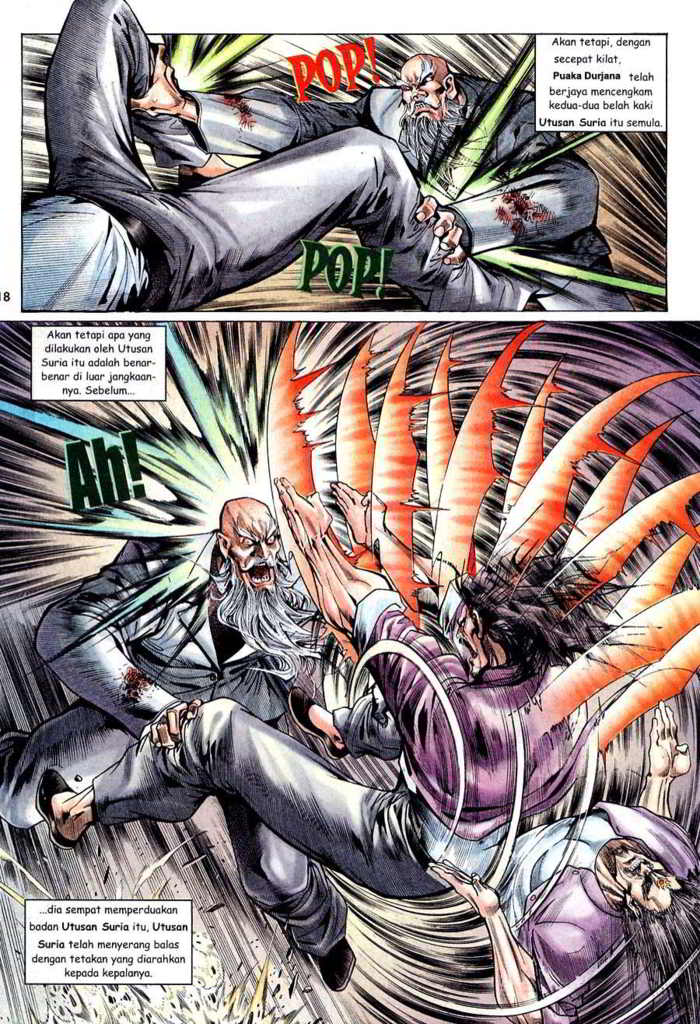 POP!
Akan tetapi, dengan
secepat kilat,
Puaka Durjana telah
berjaya mencengkam
kedua-dua belah kaki
Utusan Suria itu semula.
POP!
18
Akan tetapi apa yang
dilakukan oleh Utusan
Suria itu adalah benar-
benar di luar jangkaan-
nya. Sebelum...
Ah!
...dia sempat memperduakan
badan Utusan Suria itu, Utusan
Suria telah menyerang balas
dengan tetakan yang diarahkan
kepada kepalanya.